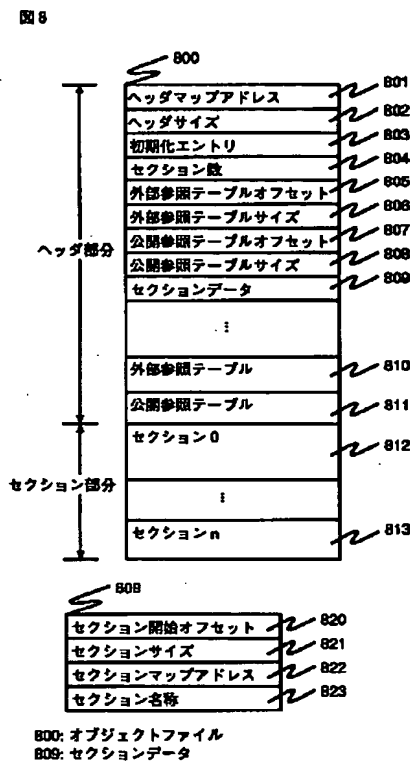 図8
800
ヘッダマップアドレス 801
ヘッダサイズ 802
初期化エントリ 803
セクション数 804
外部参照テーブルオフセット 805
外部参照テーブルサイズ 806
公開参照テーブルオフセット 807
公開参照テーブルサイズ 808
セクションデータ 809
ヘッダ部分
⋮
外部参照テーブル 810
公開参照テーブル 811
セクション0 812
セクション部分
⋮
セクションn 813
809
セクション開始オフセット 820
セクションサイズ 821
セクションマップアドレス 822
セクション名称 823
800: オブジェクトファイル
809: セクションデータ